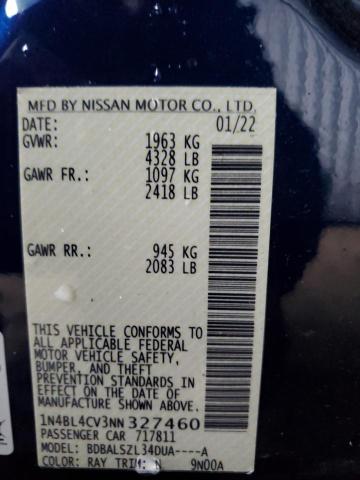 MFD BY NISSAN MOTOR CO., LTD.
DATE: 01/22
GVWR: 1963 KG
4328 LB
GAWR FR.: 1097 KG
2418 LB
GAWR RR.: 945 KG
2083 LB
THIS VEHICLE CONFORMS TO
ALL APPLICABLE FEDERAL
MOTOR VEHICLE SAFETY,
BUMPER, AND THEFT
PREVENTION STANDARDS IN
EFFECT ON THE DATE OF
MANUFACTURE SHOWN ABOVE.
1N4BL4CV3NN327460
PASSENGER CAR 717811
MODEL: BDBALSZL34DUA----A
COLOR: RAY TRIM: N 9N00A